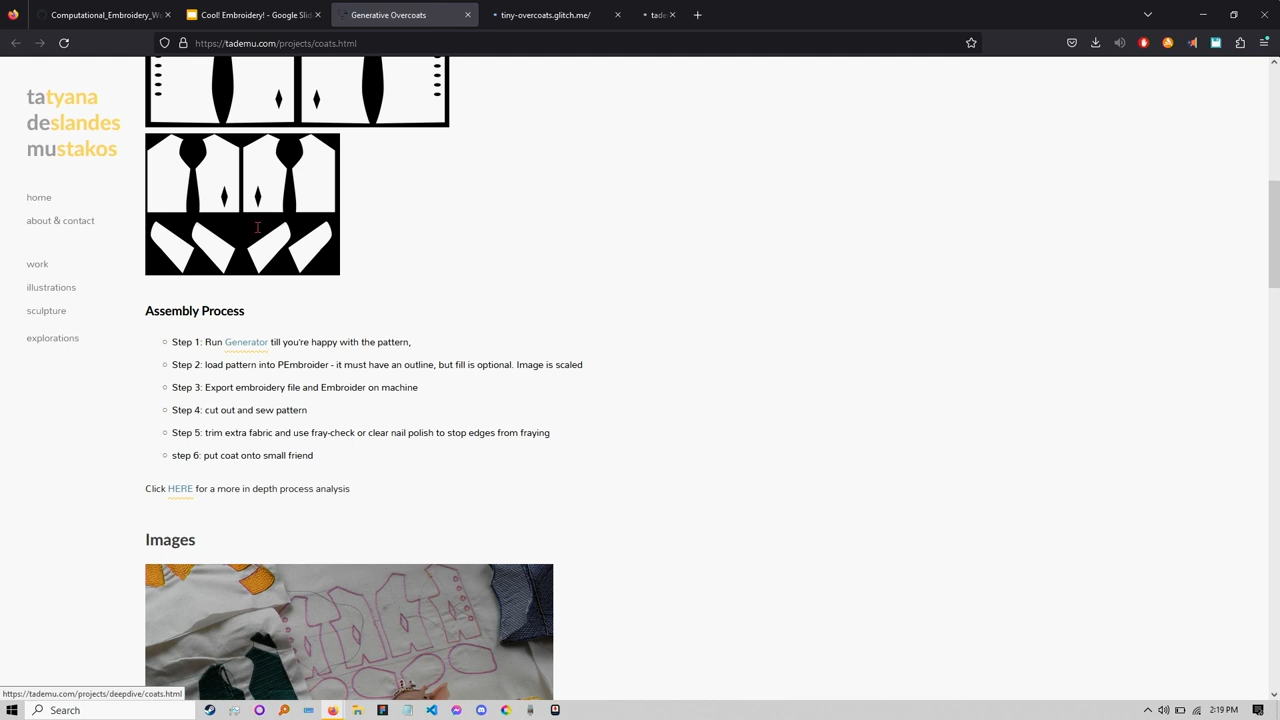 Computational_Embroidery_Wo
Cool! Embroidery! - Google Slid
Generative Overcoats
tiny-overcoats.glitch.me/
tade
https://tademu.com/projects/coats.html
tatyana
deslandes
mustakos
home
about & contact
work
illustrations
sculpture
explorations
Assembly Process
Step 1: Run Generator till you're happy with the pattern,
Step 2: load pattern into PEmbroider - it must have an outline, but fill is optional. Image is scaled
Step 3: Export embroidery file and Embroider on machine
Step 4: cut out and sew pattern
Step 5: trim extra fabric and use fray-check or clear nail polish to stop edges from fraying
step 6: put coat onto small friend
Click HERE for a more in depth process analysis
Images
https://tademu.com/projects/deepdive/coats.html
Search
2:19 PM